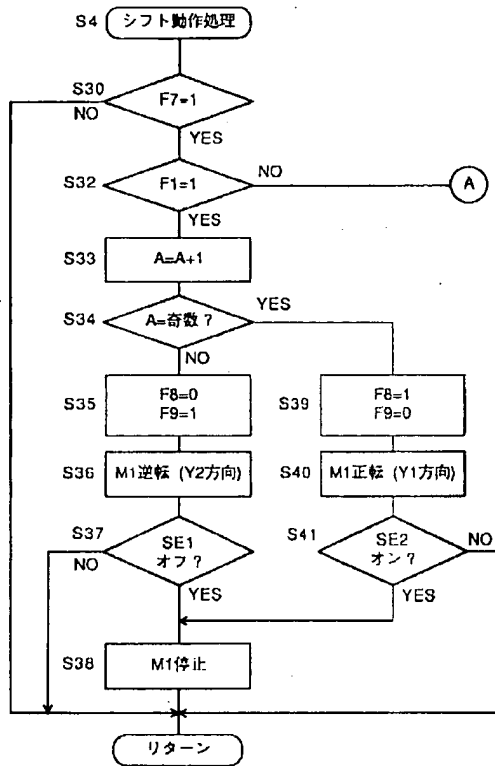 S4 シフト動作処理
S30
F7=1
NO
YES
S32
F1=1
NO
A
YES
S33
A=A+1
S34
A=奇数？
YES
NO
S35
F8=0
F9=1
S39
F8=1
F9=0
S36
M1逆転 (Y2方向)
S40
M1正転 (Y1方向)
S37
SE1
オフ？
NO
YES
S41
SE2
オン？
NO
YES
S38
M1停止
リターン